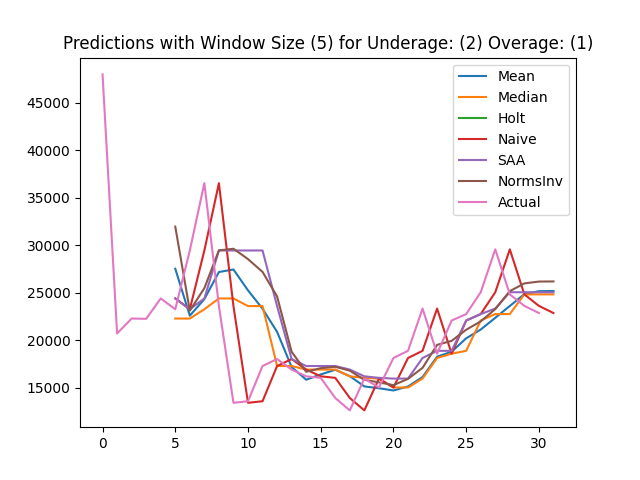 Predictions with Window Size (5) for Underage: (2) Overage: (1)
Mean
Median
Holt
Naive
SAA
NormsInv
Actual
45000
40000
35000
30000
25000
20000
15000
0 5 10 15 20 25 30